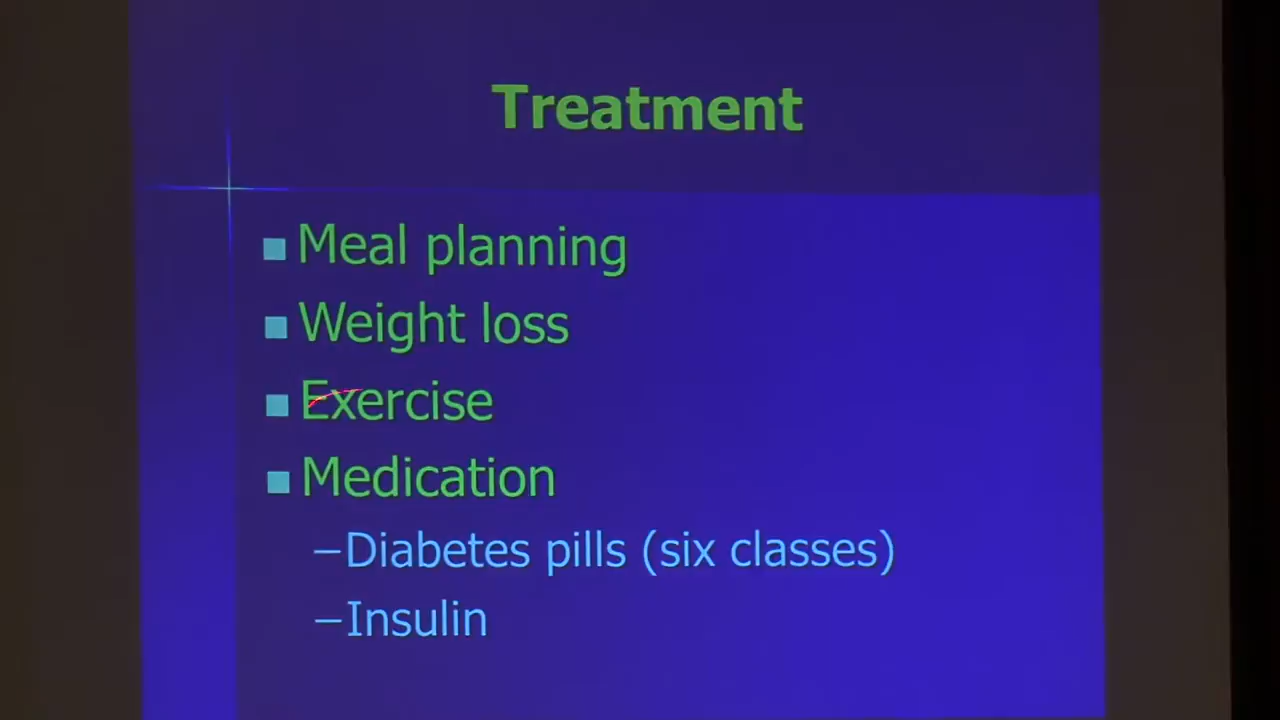 Treatment
Meal planning
Weight loss
Exercise
Medication
–Diabetes pills (six classes)
–Insulin